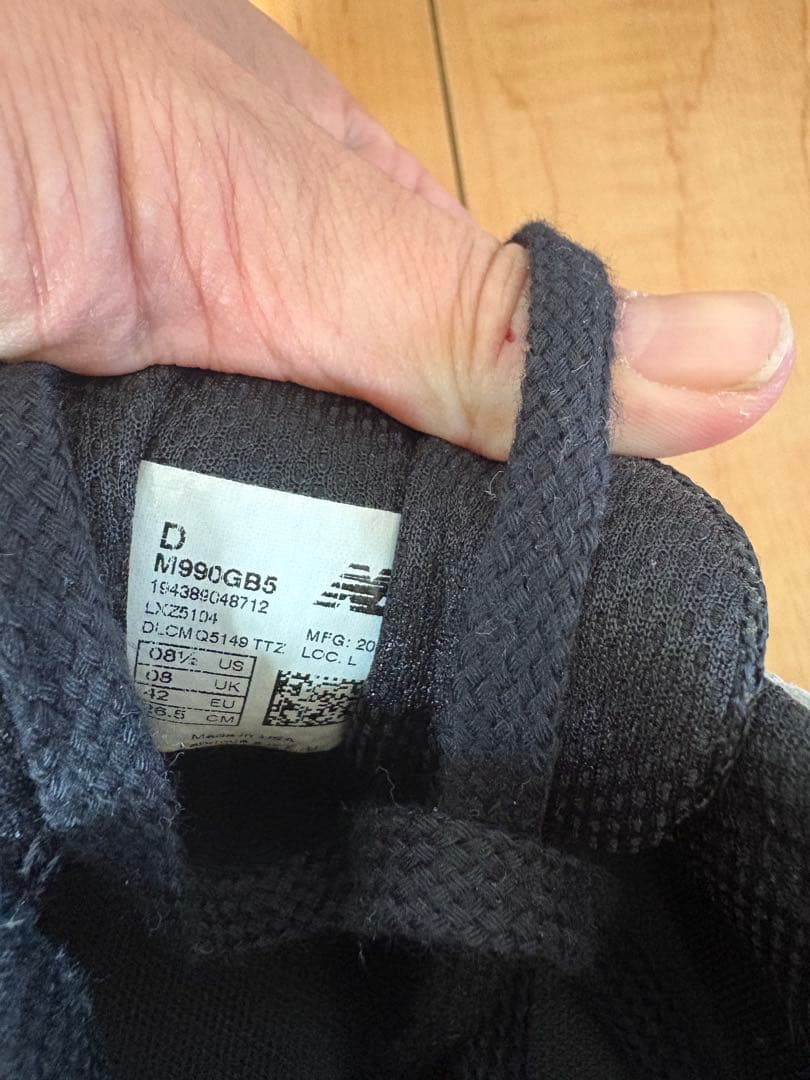 D
M990GB5
194389048712
LXZ5104
DLCM Q5149 TTZ
MFG: 20
LOC. L
08½ US
08 UK
42 EU
6.5 CM
Made in USA